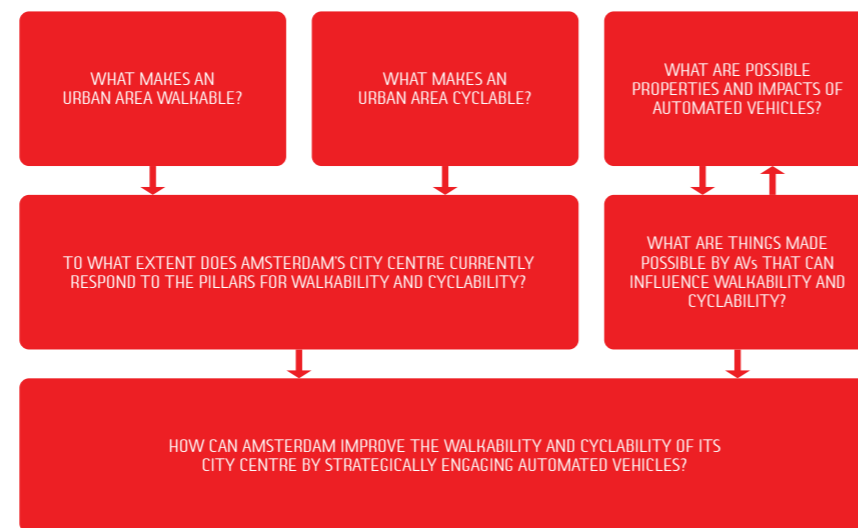 WHAT MAKES AN
URBAN AREA WALKABLE?
WHAT MAKES AN
URBAN AREA CYCLABLE?
WHAT ARE POSSIBLE
PROPERTIES AND IMPACTS OF
AUTOMATED VEHICLES?
TO WHAT EXTENT DOES AMSTERDAM'S CITY CENTRE CURRENTLY
RESPOND TO THE PILLARS FOR WALKABILITY AND CYCLABILITY?
WHAT ARE THINGS MADE
POSSIBLE BY AVs THAT CAN
INFLUENCE WALKABILITY AND
CYCLABILITY?
HOW CAN AMSTERDAM IMPROVE THE WALKABILITY AND CYCLABILITY OF ITS
CITY CENTRE BY STRATEGICALLY ENGAGING AUTOMATED VEHICLES?